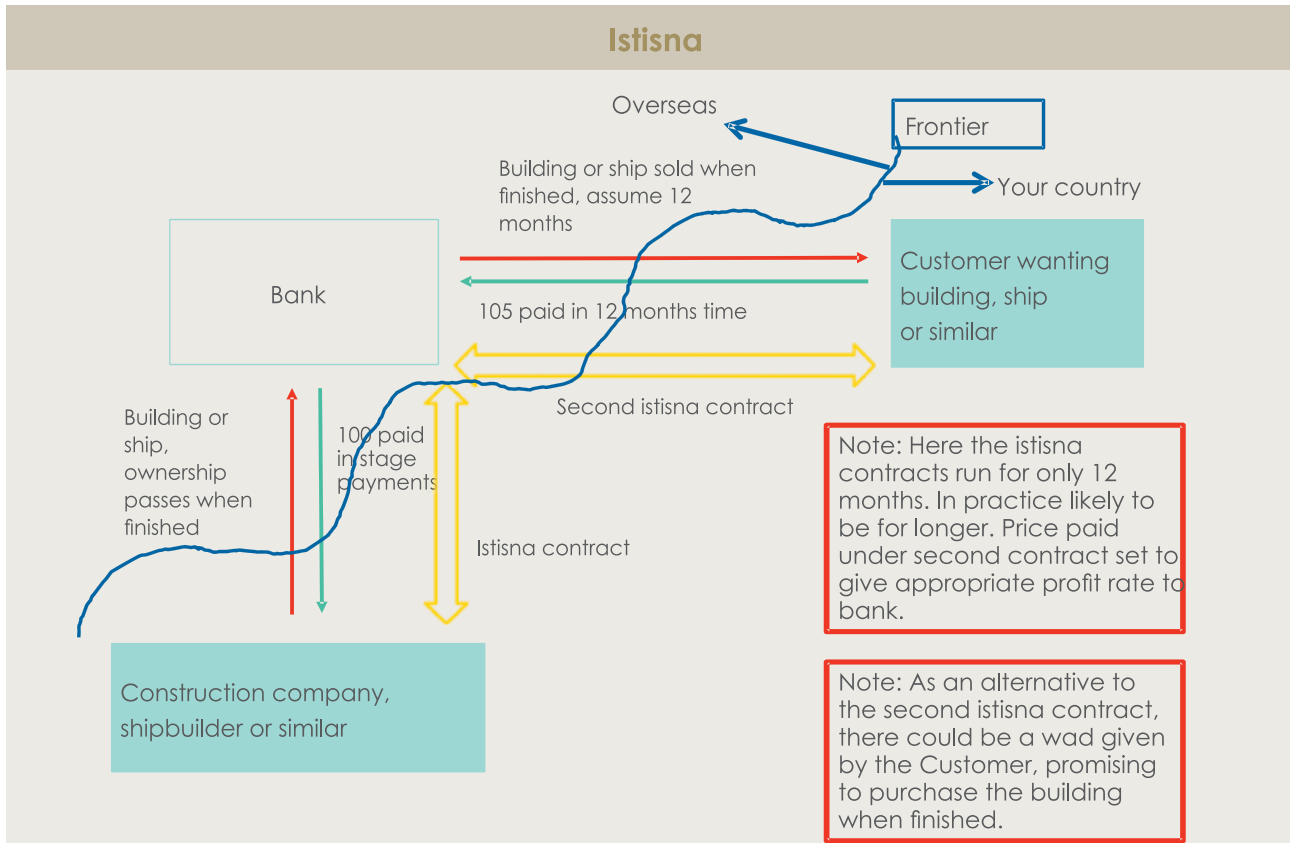 Istisna
Overseas
Frontier
Building or ship sold when
finished, assume 12
months
Your country
Bank
Customer wanting
building, ship
or similar
105 paid in 12 months time
Second istisna contract
Building or
ship,
ownership
passes when
finished
100 paid
in stage
payments
Istisna contract
Note: Here the istisna
contracts run for only 12
months. In practice likely to
be for longer. Price paid
under second contract set to
give appropriate profit rate to
bank.
Construction company,
shipbuilder or similar
Note: As an alternative to
the second istisna contract,
there could be a wad given
by the Customer, promising
to purchase the building
when finished.